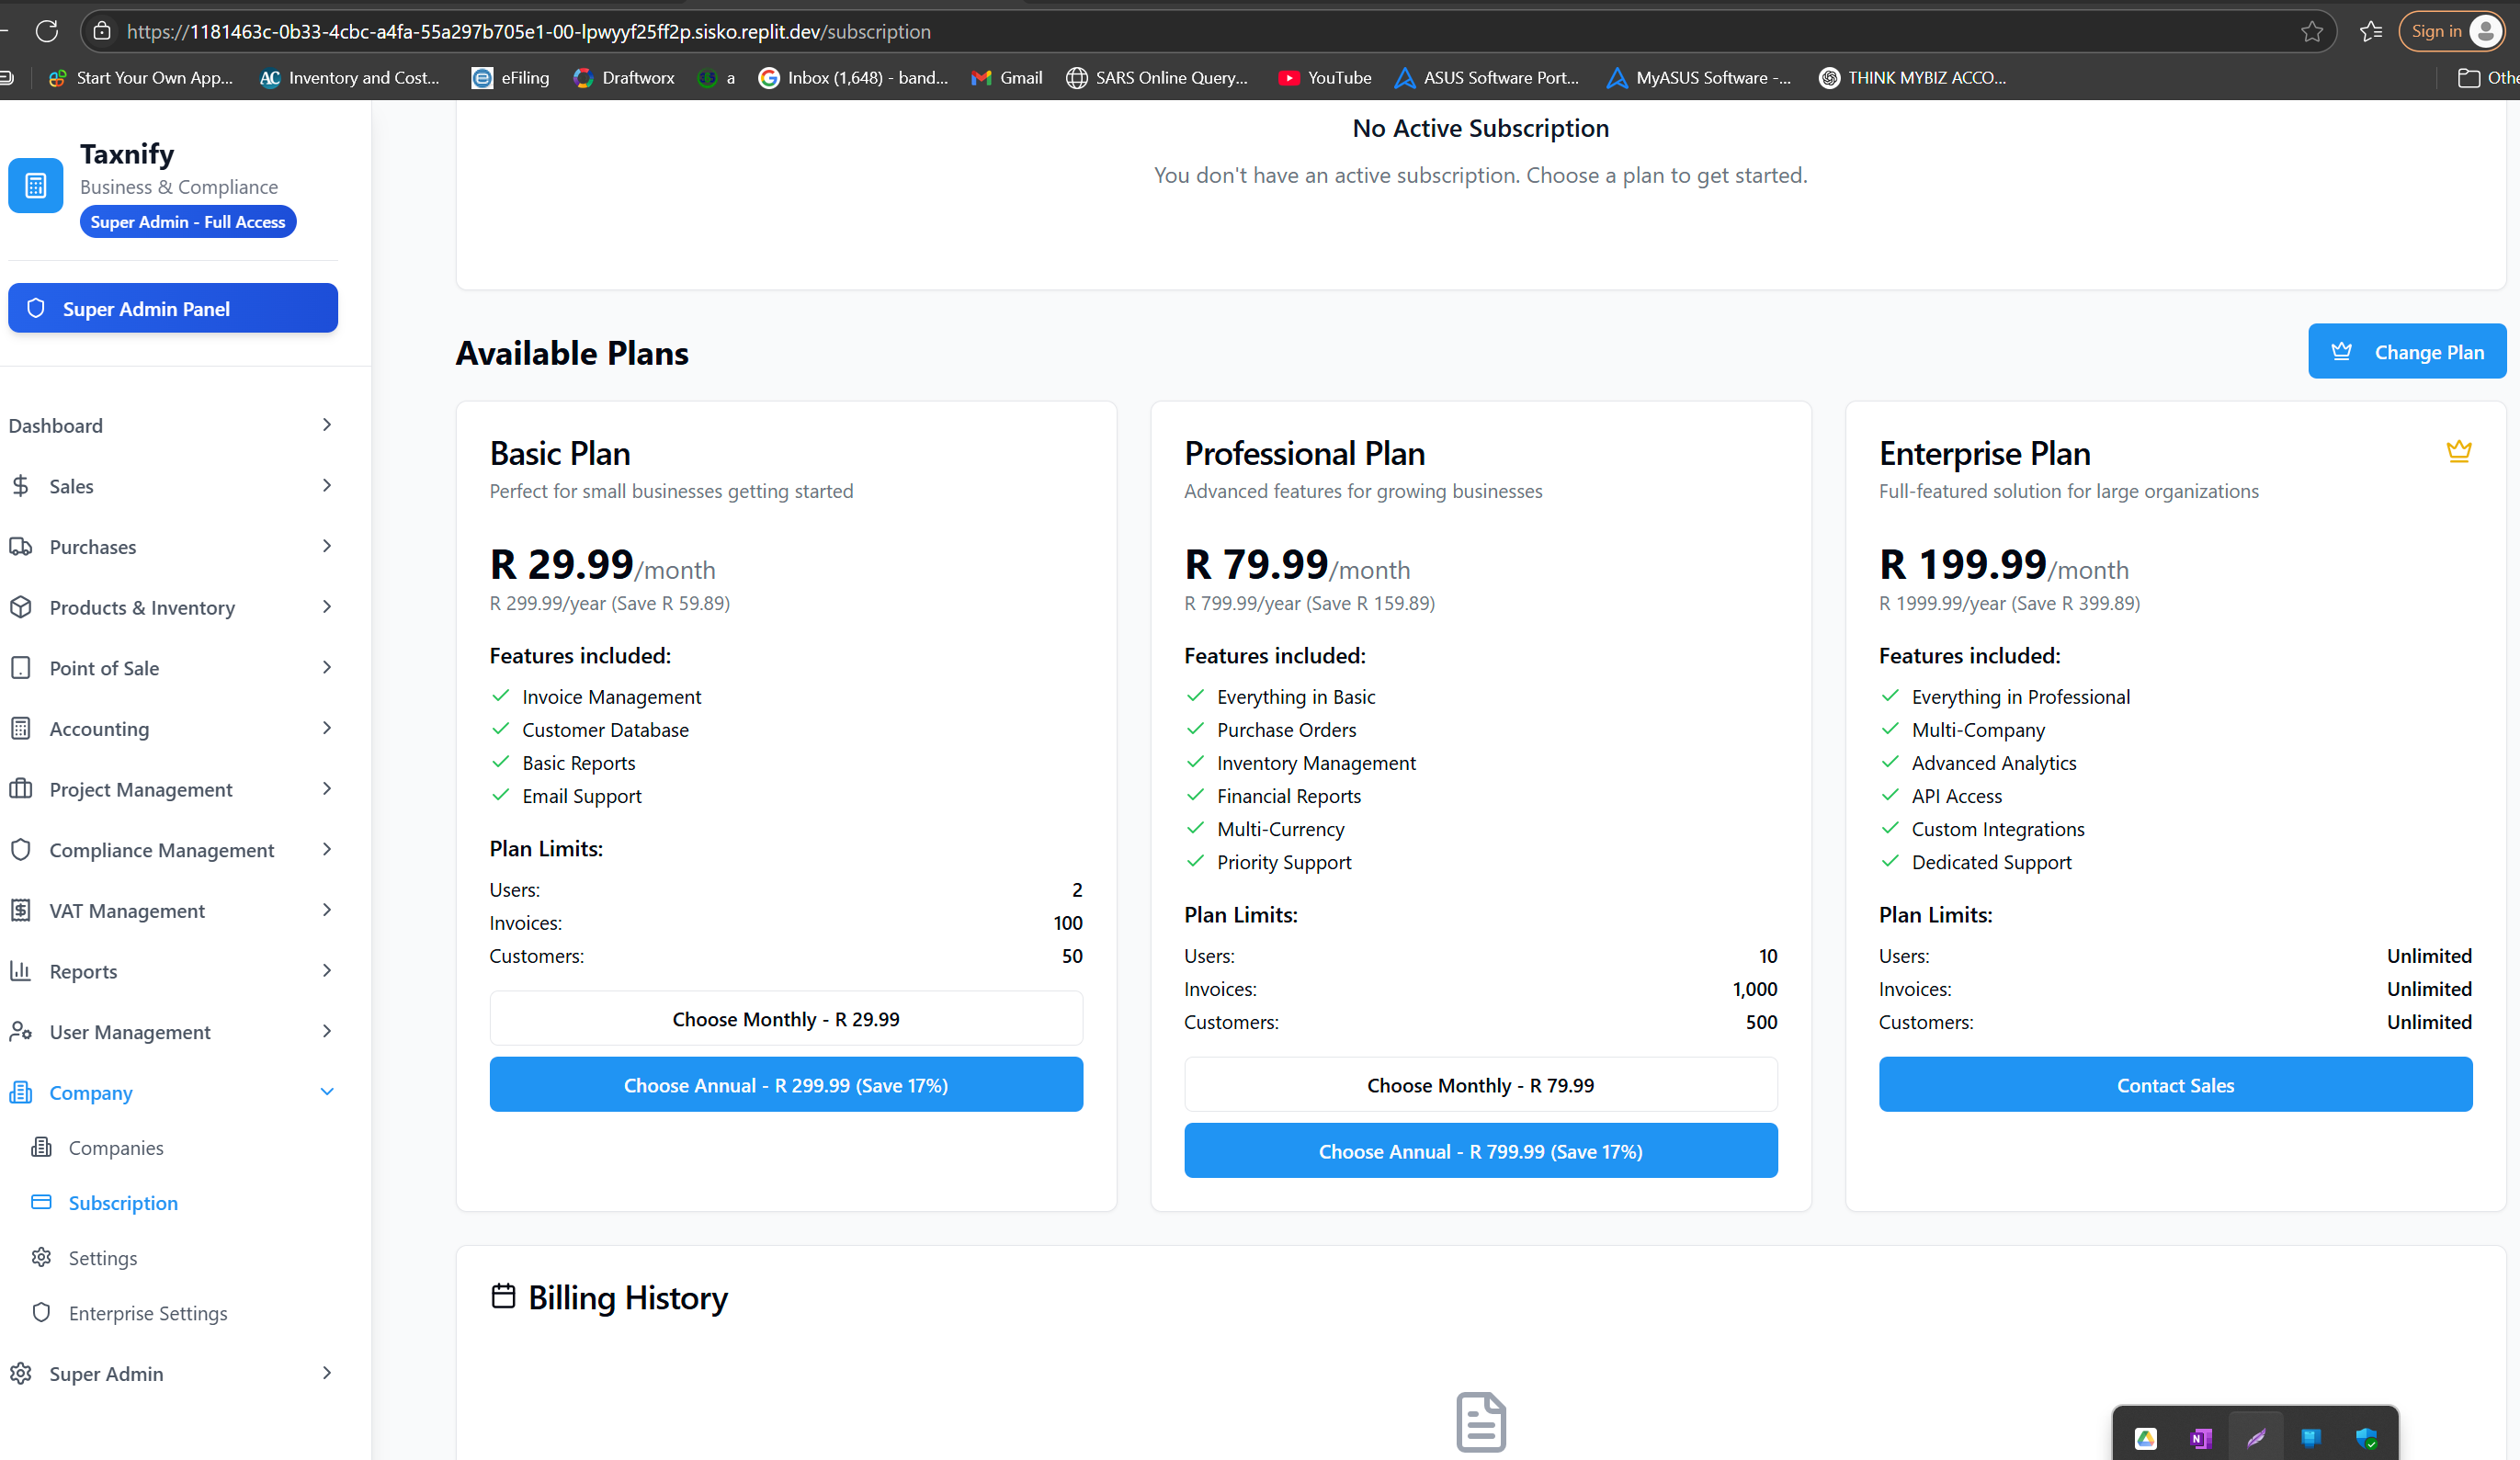 https://1181463c-0b33-4cbc-a4fa-55a297b705e1-00-lpwyyf25ff2p.sisko.replit.dev/subscription
Sign in
Start Your Own App...
AC Inventory and Cost...
eFiling
Draftworx
a
Inbox (1,648) - band...
Gmail
SARS Online Query...
YouTube
ASUS Software Port...
MyASUS Software -...
THINK MYBIZ ACCO...
Othe
Taxnify
Business & Compliance
Super Admin - Full Access
Super Admin Panel
Dashboard
Sales
Purchases
Products & Inventory
Point of Sale
Accounting
Project Management
Compliance Management
VAT Management
Reports
User Management
Company
Companies
Subscription
Settings
Enterprise Settings
Super Admin
No Active Subscription
You don't have an active subscription. Choose a plan to get started.
Available Plans
Change Plan
Basic Plan
Perfect for small businesses getting started
R 29.99/month
R 299.99/year (Save R 59.89)
Features included:
Invoice Management
Customer Database
Basic Reports
Email Support
Plan Limits:
Users: 2
Invoices: 100
Customers: 50
Choose Monthly - R 29.99
Choose Annual - R 299.99 (Save 17%)
Professional Plan
Advanced features for growing businesses
R 79.99/month
R 799.99/year (Save R 159.89)
Features included:
Everything in Basic
Purchase Orders
Inventory Management
Financial Reports
Multi-Currency
Priority Support
Plan Limits:
Users: 10
Invoices: 1,000
Customers: 500
Choose Monthly - R 79.99
Choose Annual - R 799.99 (Save 17%)
Enterprise Plan
Full-featured solution for large organizations
R 199.99/month
R 1999.99/year (Save R 399.89)
Features included:
Everything in Professional
Multi-Company
Advanced Analytics
API Access
Custom Integrations
Dedicated Support
Plan Limits:
Users: Unlimited
Invoices: Unlimited
Customers: Unlimited
Contact Sales
Billing History
N